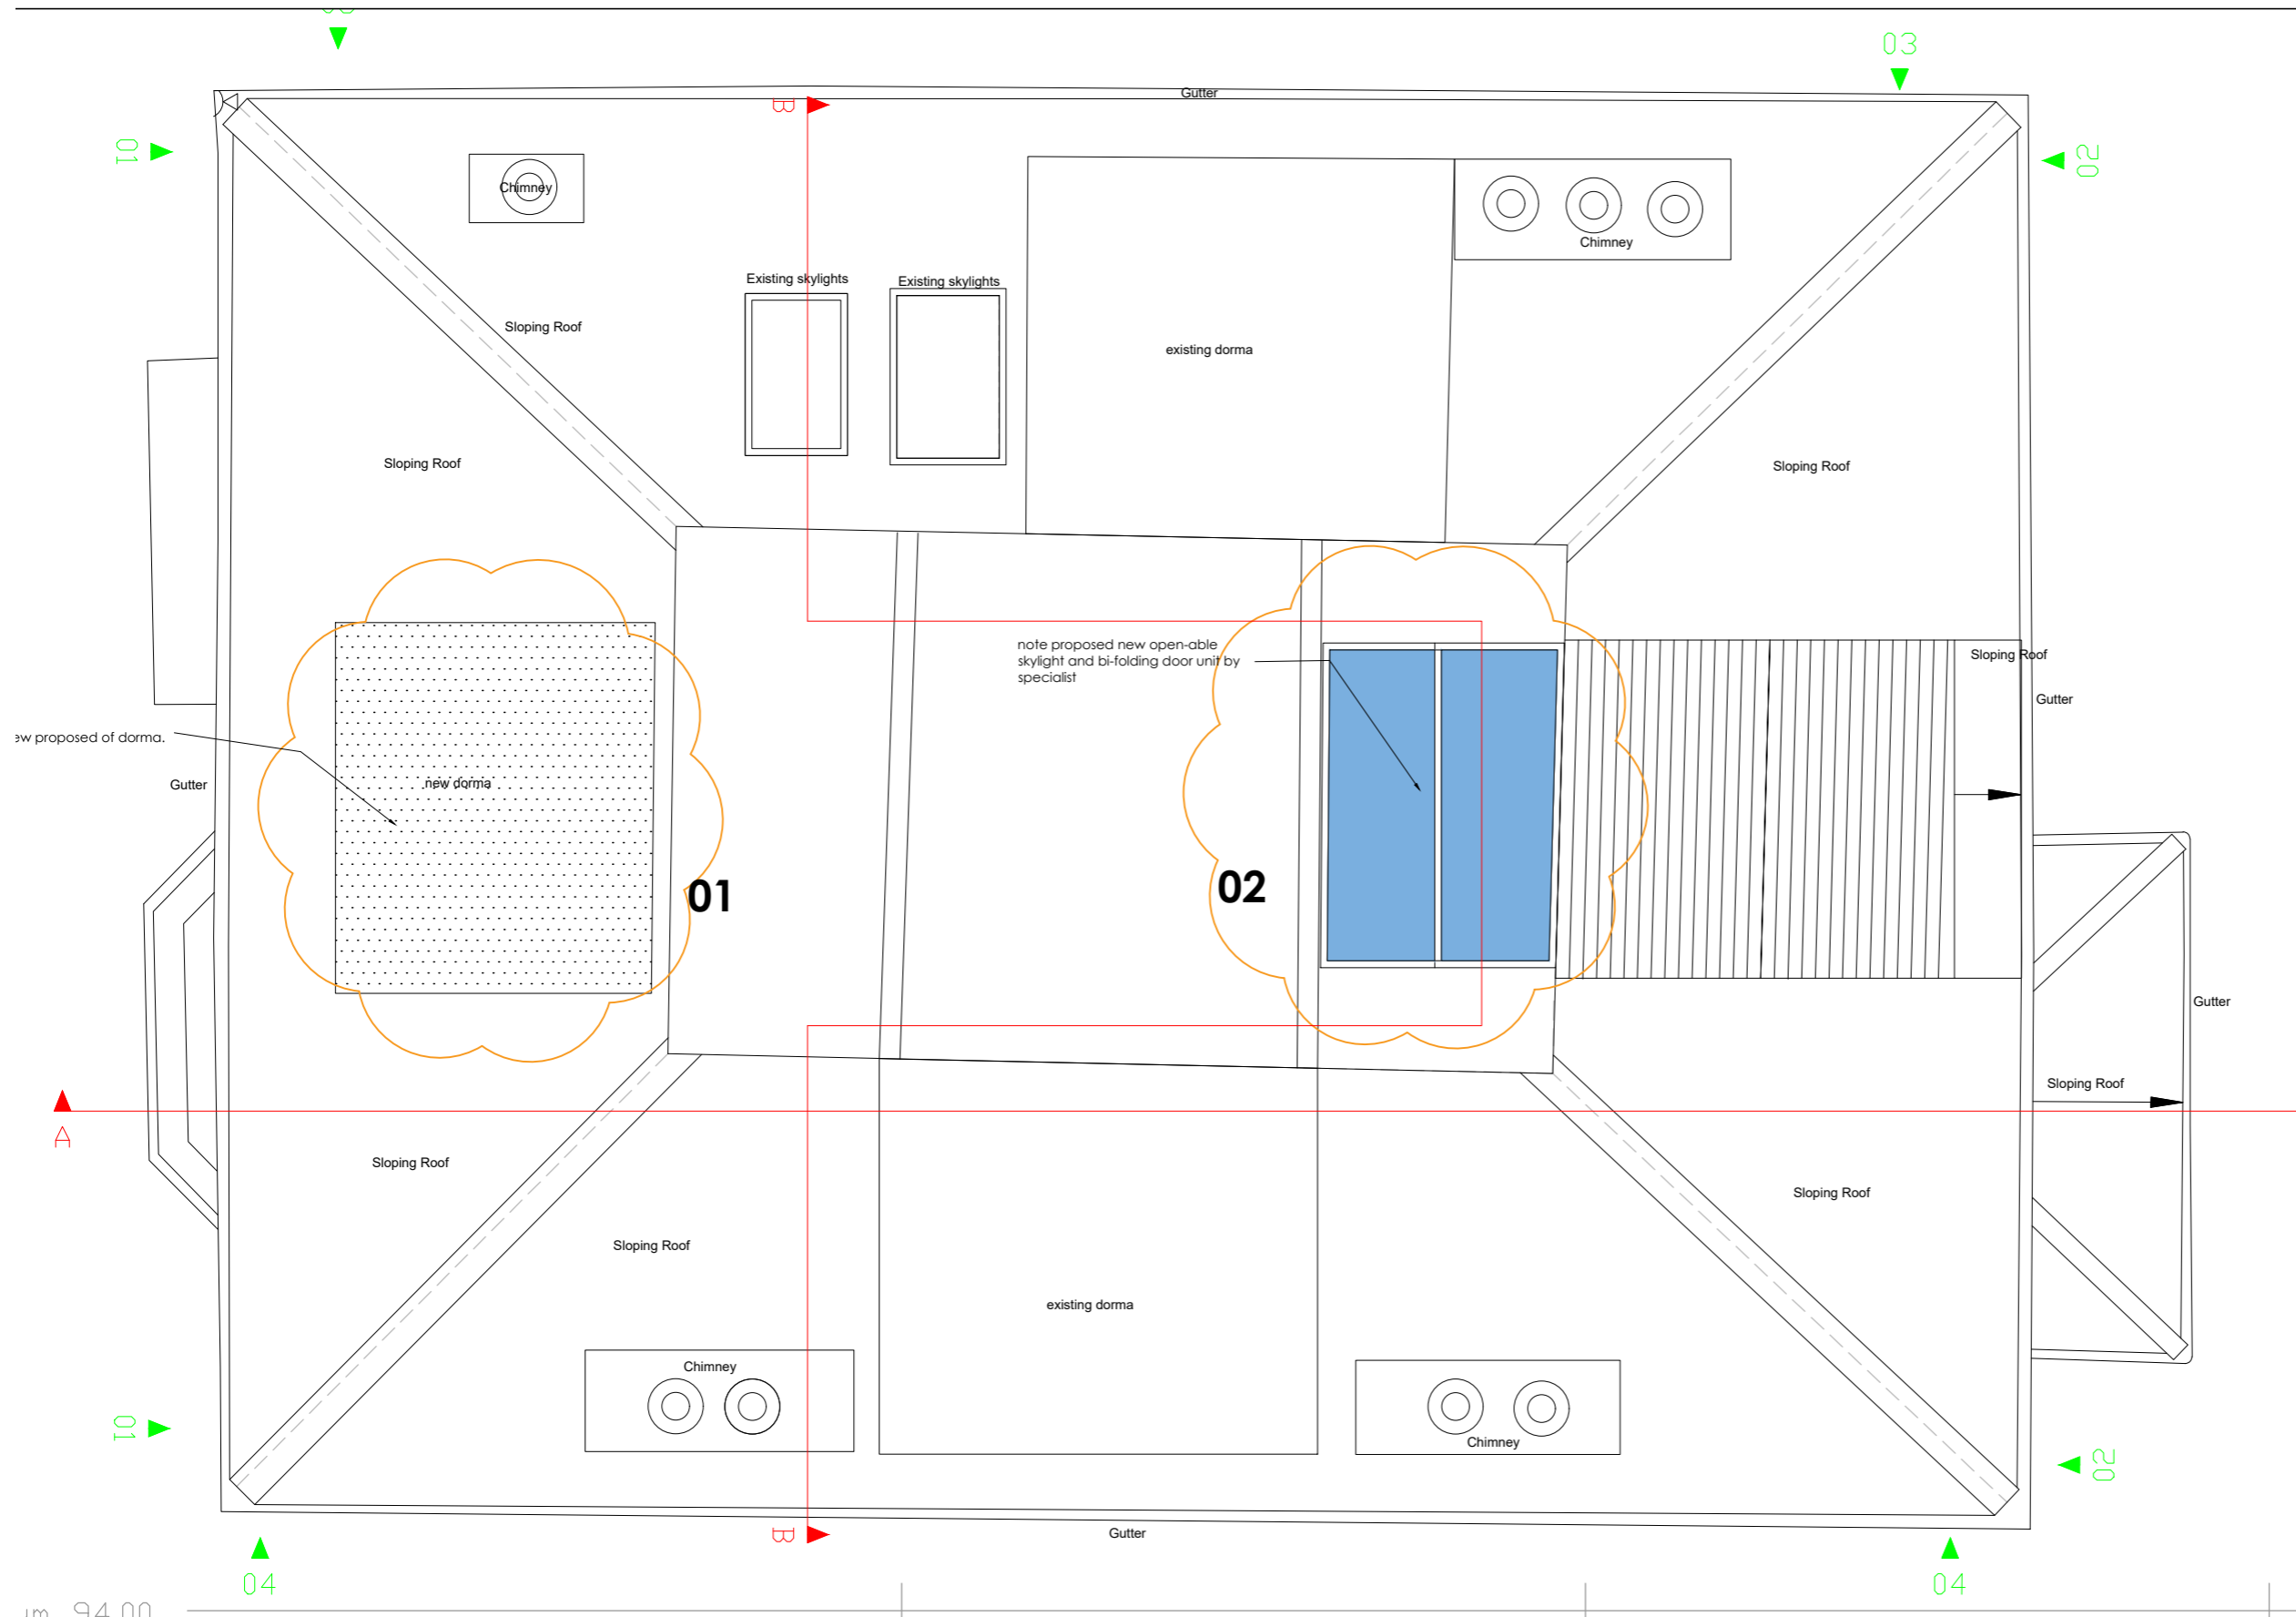 03
Gutter
B
01
02
Chimney
Chimney
Existing skylights
Existing skylights
Sloping Roof
existing dorma
Sloping Roof
Sloping Roof
note proposed new open-able
skylight and bi-folding door unit by
specialist
Sloping Roof
Gutter
ew proposed of dorma.
new dorma
Gutter
01
02
Gutter
Sloping Roof
A
Sloping Roof
Sloping Roof
Sloping Roof
existing dorma
Chimney
01
Chimney
02
B
Gutter
04
04
94.00